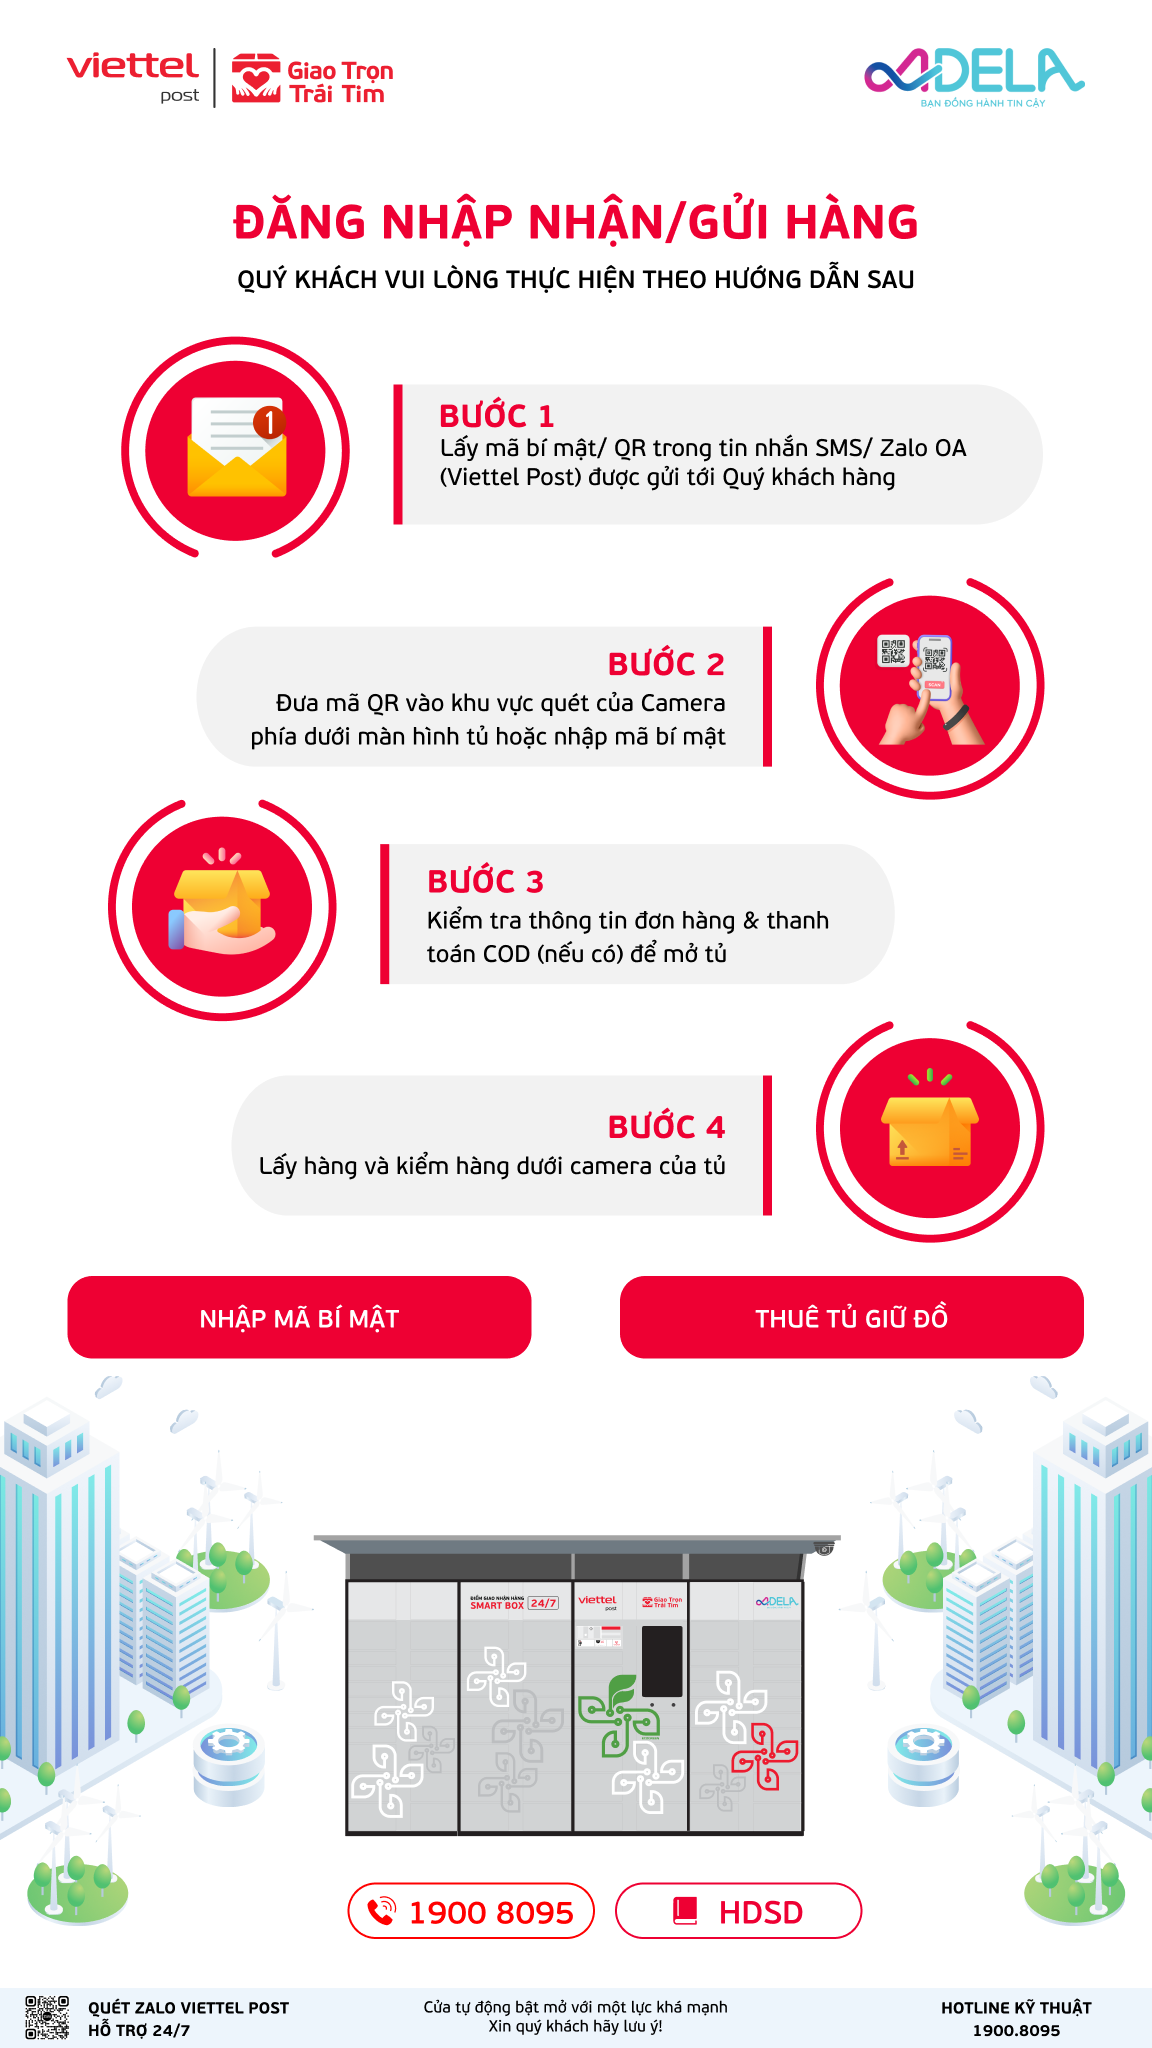 viettel
post
Giao Trọn
Trái Tim
ADELA
BẠN ĐỒNG HÀNH TIN CẬY
ĐĂNG NHẬP NHẬN/GỬI HÀNG
QUÝ KHÁCH VUI LÒNG THỰC HIỆN THEO HƯỚNG DẪN SAU
1
BƯỚC 1
Lấy mã bí mật/ QR trong tin nhắn SMS/ Zalo OA
(Viettel Post) được gửi tới Quý khách hàng
BƯỚC 2
Đưa mã QR vào khu vực quét của Camera
phía dưới màn hình tủ hoặc nhập mã bí mật
BƯỚC 3
Kiểm tra thông tin đơn hàng & thanh
toán COD (nếu có) để mở tủ
BƯỚC 4
Lấy hàng và kiểm hàng dưới camera của tủ
NHẬP MÃ BÍ MẬT
THUÊ TỦ GIỮ ĐỒ
ĐIỂM GIAO NHẬN HÀNG
SMART BOX 24/7
viettel
post
Giao Trọn
Trái Tim
ADELA
1900 8095
HDSD
QUÉT ZALO VIETTEL POST
HỖ TRỢ 24/7
Cửa tự động bật mở với một lực khá mạnh
Xin quý khách hãy lưu ý!
HOTLINE KỸ THUẬT
1900.8095